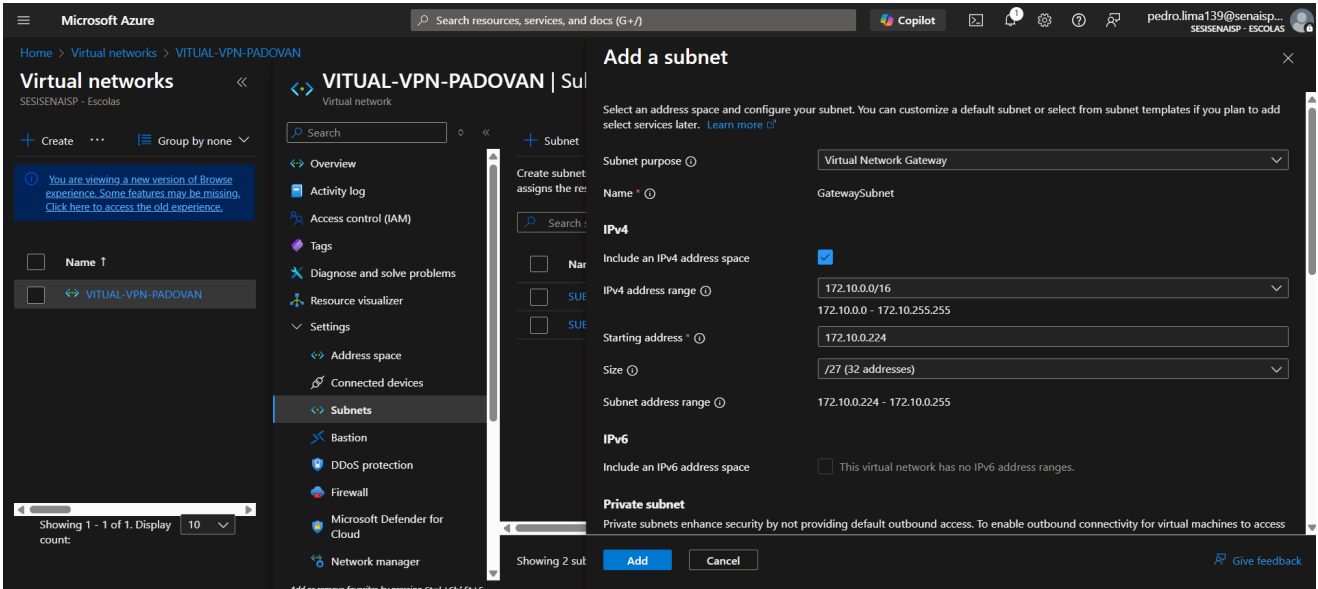 Microsoft Azure
Search resources, services, and docs (G+/)
Copilot
1
pedro.lima139@senaisp...
SESISENAISP - ESCOLAS
Home > Virtual networks > VITUAL-VPN-PADOVAN
Virtual networks
SESISENAISP - Escolas
Create
Group by none
You are viewing a new version of Browse
experience. Some features may be missing.
Click here to access the old experience.
Name ↑
VITUAL-VPN-PADOVAN
Showing 1 - 1 of 1. Display
count:
10
VITUAL-VPN-PADOVAN | Su
Virtual network
Search
Overview
Activity log
Access control (IAM)
Tags
Diagnose and solve problems
Resource visualizer
Settings
Address space
Connected devices
Subnets
Bastion
DDoS protection
Firewall
Microsoft Defender for
Cloud
Network manager
Subnet
Create subnet
assigns the re
Search
Na
SUB
SUB
Showing 2 sub
Add a subnet
Select an address space and configure your subnet. You can customize a default subnet or select from subnet templates if you plan to add
select services later. Learn more
Subnet purpose
Virtual Network Gateway
Name *
GatewaySubnet
IPv4
Include an IPv4 address space
IPv4 address range
172.10.0.0/16
172.10.0.0 - 172.10.255.255
Starting address *
172.10.0.224
Size
/27 (32 addresses)
Subnet address range
172.10.0.224 - 172.10.0.255
IPv6
Include an IPv6 address space
This virtual network has no IPv6 address ranges.
Private subnet
Private subnets enhance security by not providing default outbound access. To enable outbound connectivity for virtual machines to access
Add
Cancel
Give feedback